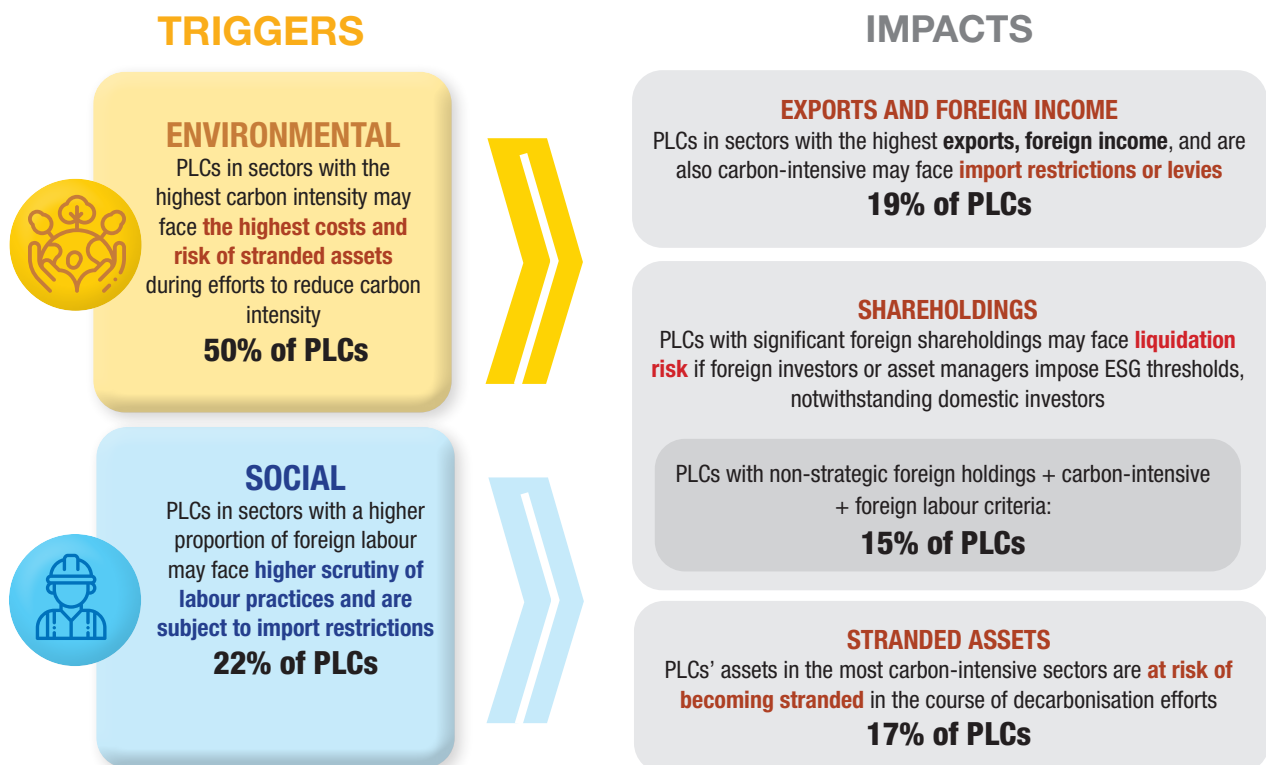 TRIGGERS
ENVIRONMENTAL
PLCs in sectors with the
highest carbon intensity may
face the highest costs and
risk of stranded assets
during efforts to reduce carbon
intensity
50% of PLCs
SOCIAL
PLCs in sectors with a higher
proportion of foreign labour
may face higher scrutiny of
labour practices and are
subject to import restrictions
22% of PLCs
IMPACTS
EXPORTS AND FOREIGN INCOME
PLCs in sectors with the highest exports, foreign income, and are
also carbon-intensive may face import restrictions or levies
19% of PLCs
SHAREHOLDINGS
PLCs with significant foreign shareholdings may face liquidation
risk if foreign investors or asset managers impose ESG thresholds,
notwithstanding domestic investors
PLCs with non-strategic foreign holdings + carbon-intensive
+ foreign labour criteria:
15% of PLCs
STRANDED ASSETS
PLCs' assets in the most carbon-intensive sectors are at risk of
becoming stranded in the course of decarbonisation efforts
17% of PLCs